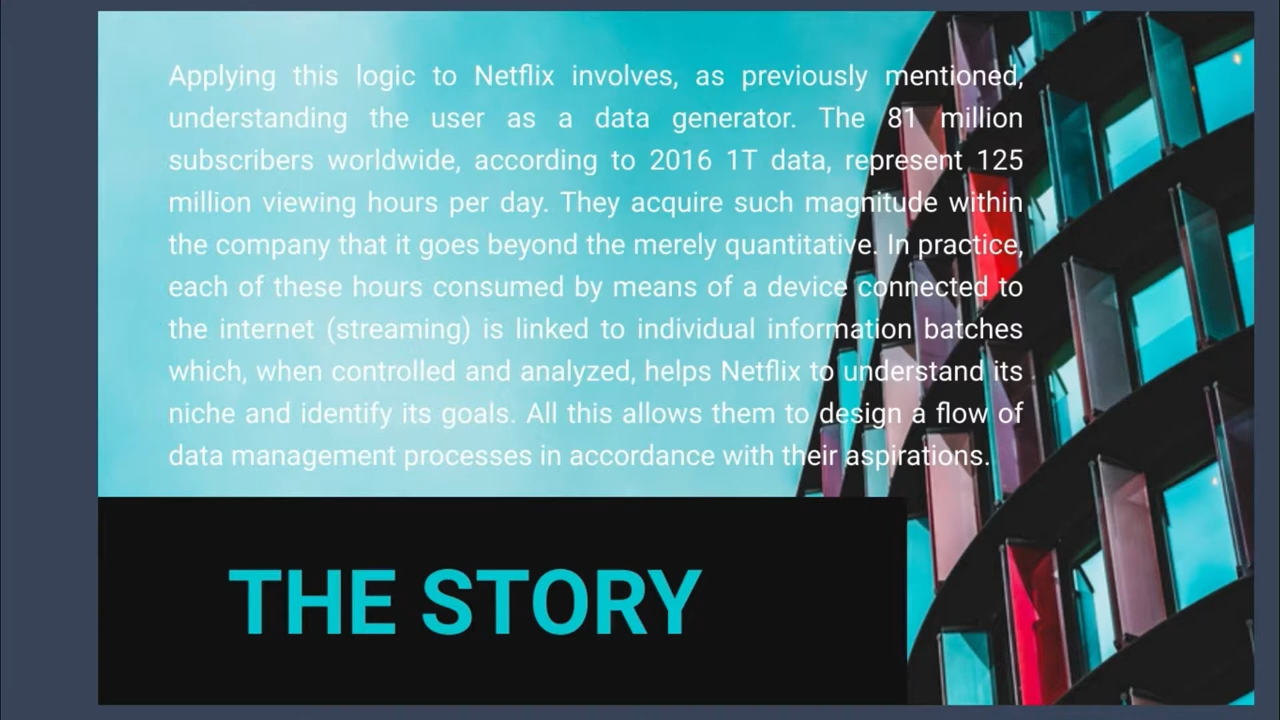 Applying this logic to Netflix involves, as previously mentioned,
understanding the user as a data generator. The 81 million
subscribers worldwide, according to 2016 1T data, represent 125
million viewing hours per day. They acquire such magnitude within
the company that it goes beyond the merely quantitative. In practice,
each of these hours consumed by means of a device connected to
the internet (streaming) is linked to individual information batches
which, when controlled and analyzed, helps Netflix to understand its
niche and identify its goals. All this allows them to design a flow of
data management processes in accordance with their aspirations.
THE STORY